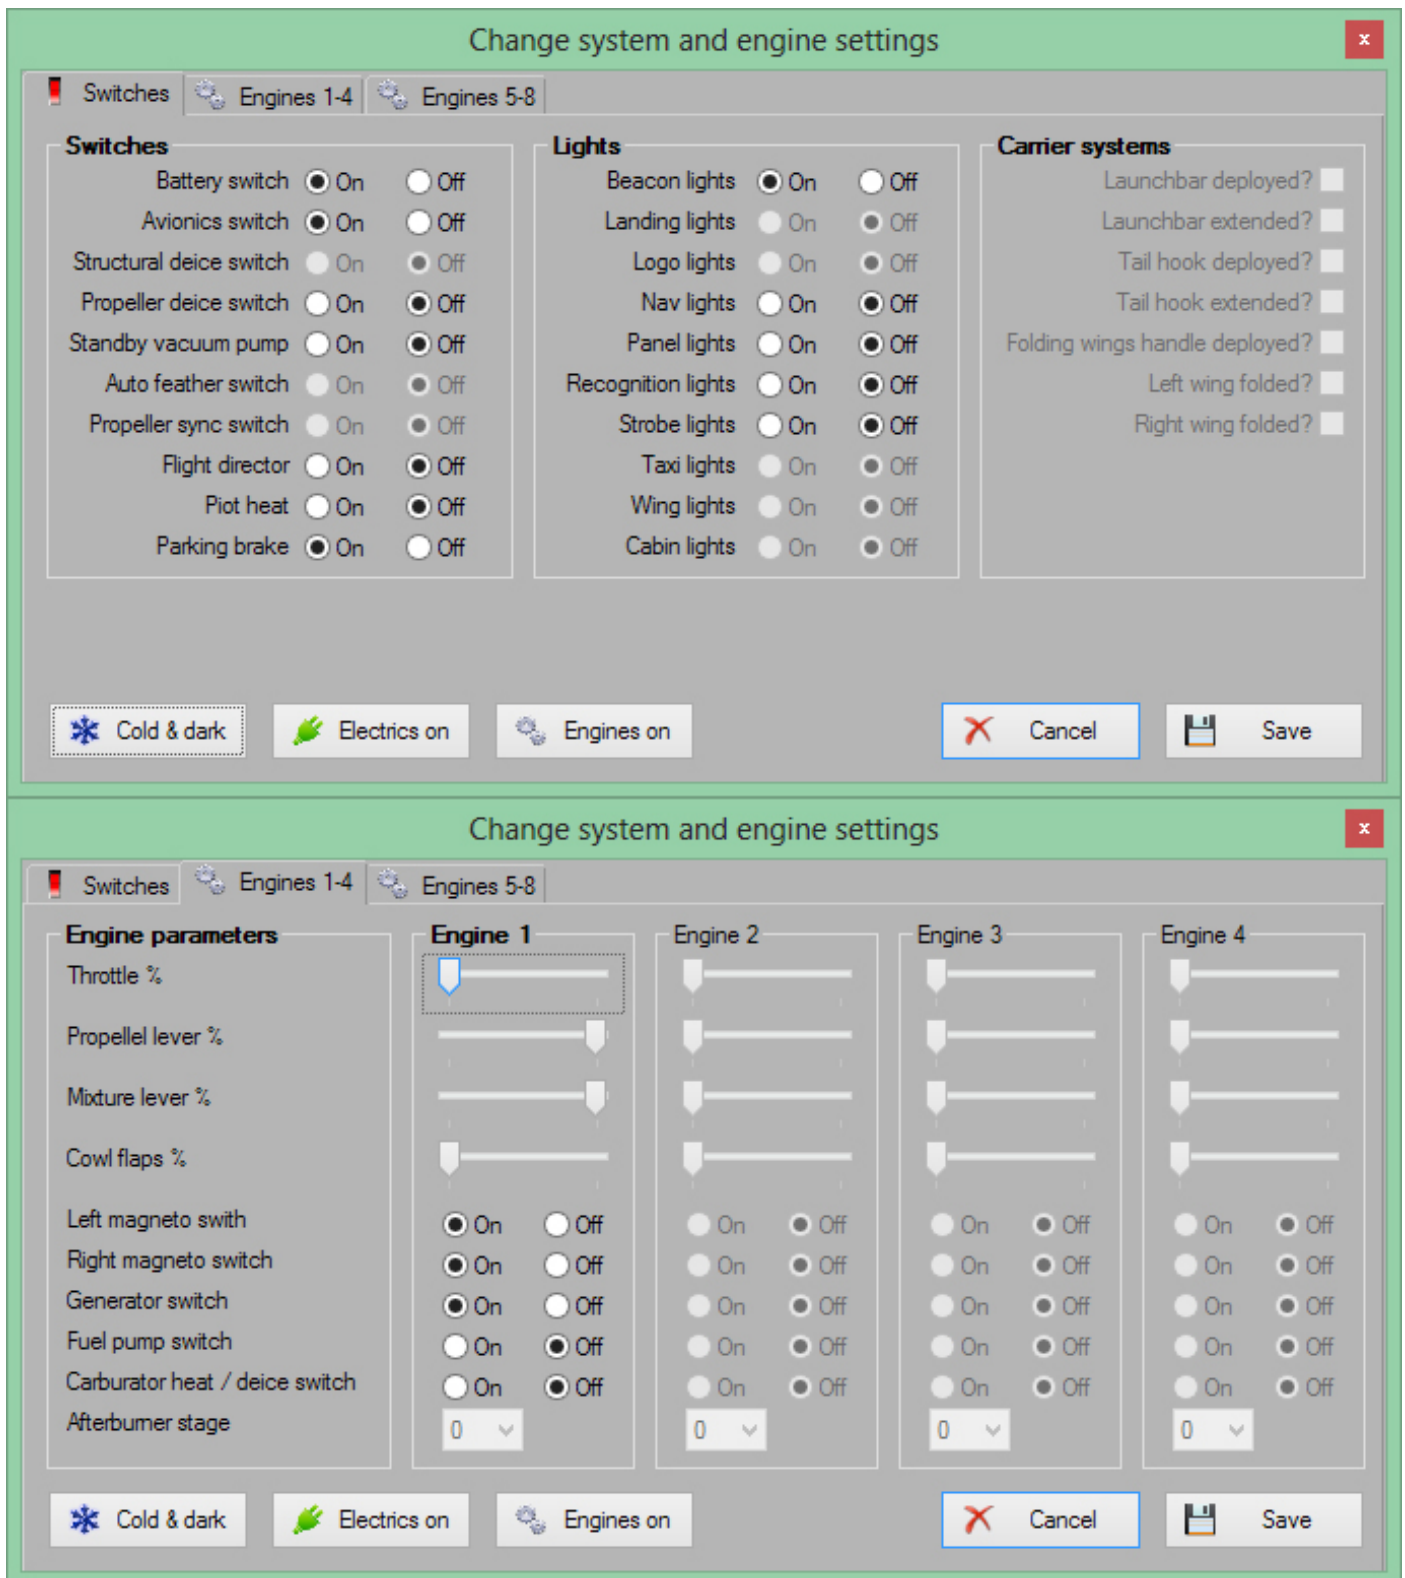 Change system and engine settings
x
Switches Engines 1-4 Engines 5-8
Switches
Battery switch On Off
Avionics switch On Off
Structural deice switch On Off
Propeller deice switch On Off
Standby vacuum pump On Off
Auto feather switch On Off
Propeller sync switch On Off
Flight director On Off
Piot heat On Off
Parking brake On Off
Lights
Beacon lights On Off
Landing lights On Off
Logo lights On Off
Nav lights On Off
Panel lights On Off
Recognition lights On Off
Strobe lights On Off
Taxi lights On Off
Wing lights On Off
Cabin lights On Off
Carrier systems
Launchbar deployed?
Launchbar extended?
Tail hook deployed?
Tail hook extended?
Folding wings handle deployed?
Left wing folded?
Right wing folded?
Cold & dark Electrics on Engines on Cancel Save
Change system and engine settings
x
Switches Engines 1-4 Engines 5-8
Engine parameters Engine 1 Engine 2 Engine 3 Engine 4
Throttle %
Propellel lever %
Mixture lever %
Cowl flaps %
Left magneto swith On Off On Off On Off On Off
Right magneto switch On Off On Off On Off On Off
Generator switch On Off On Off On Off On Off
Fuel pump switch On Off On Off On Off On Off
Carburator heat / deice switch On Off On Off On Off On Off
Afterburner stage 0 0 0 0
Cold & dark Electrics on Engines on Cancel Save